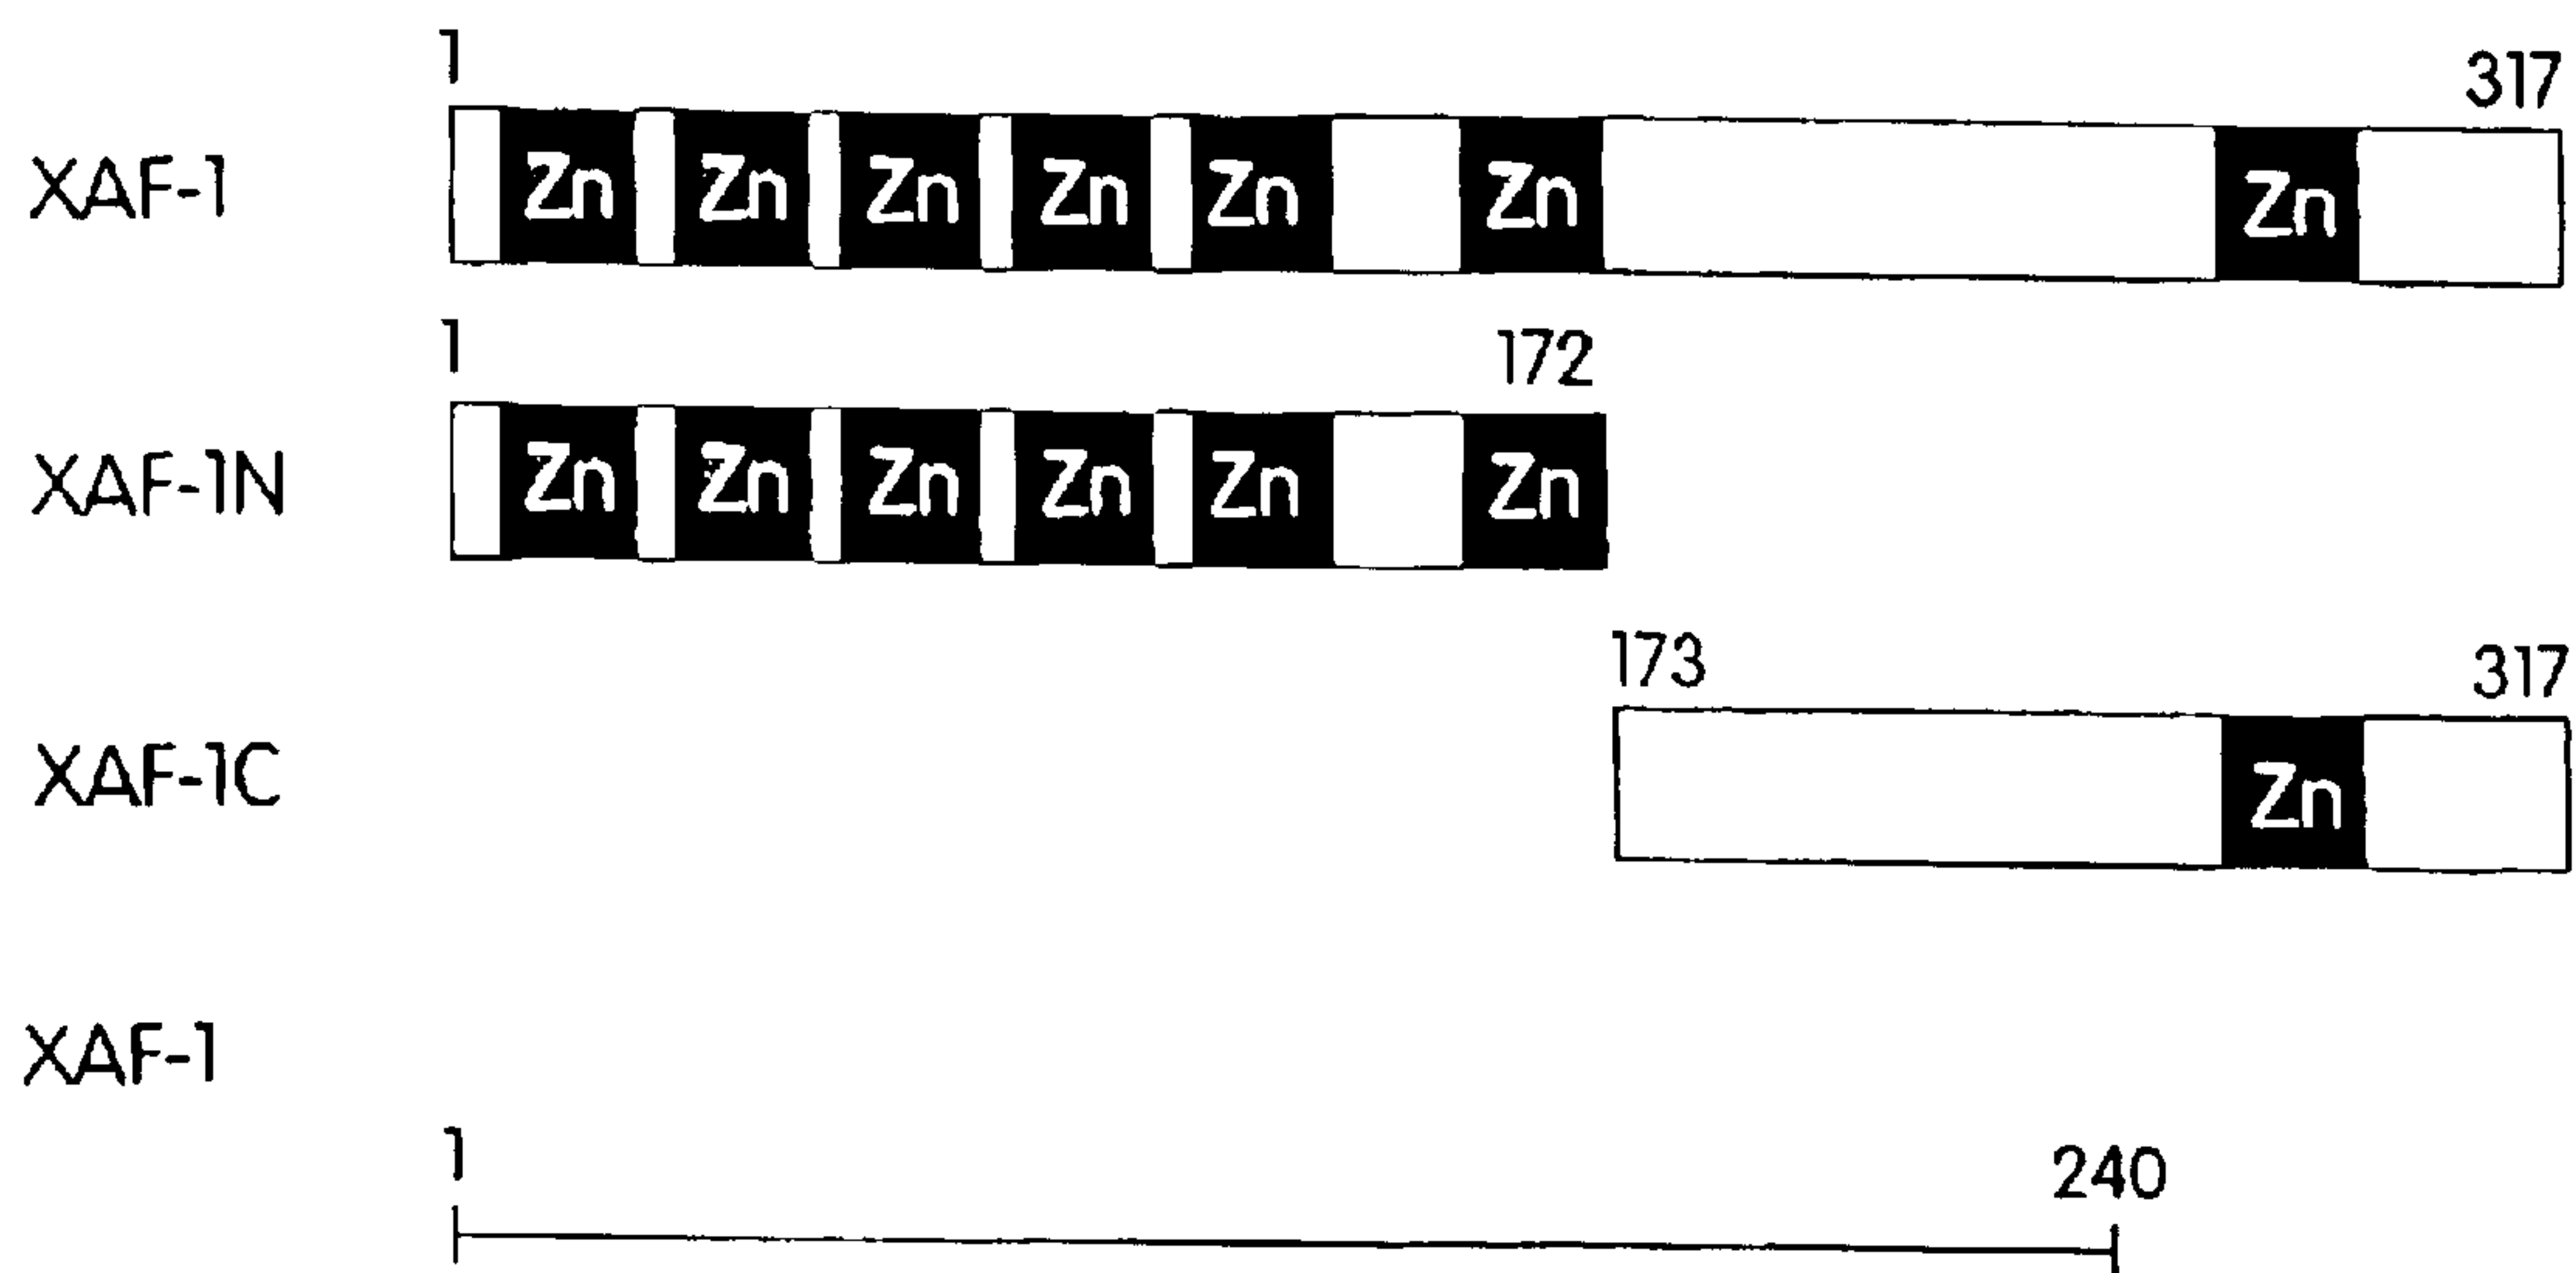 1 317
XAF-1 Zn Zn Zn Zn Zn Zn Zn
1 172
XAF-1N Zn Zn Zn Zn Zn Zn
173 317
XAF-1C Zn
XAF-1
1 240